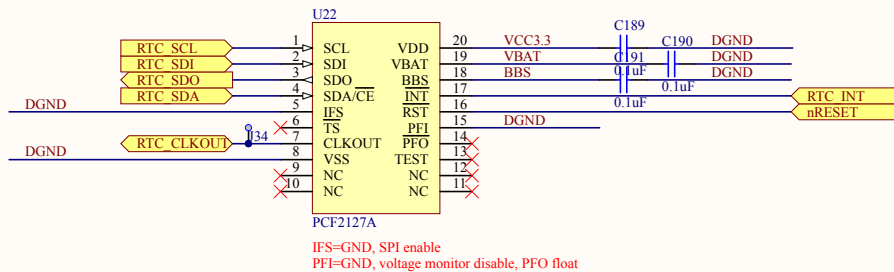 U22
C189
RTC_SCL 1 SCL VDD 20 VCC3.3 DGND
C190
RTC_SDI 2 SDI VBAT 19 VBAT DGND
C191 0.1uF
RTC_SDO 3 SDO BBS 18 BBS DGND
0.1uF
RTC_SDA 4 SDA/CE INT 17 RTC_INT
0.1uF
DGND 5 IFS RST 16 nRESET
6 TS PFI 15 DGND
J34
RTC_CLKOUT 7 CLKOUT PFO 14
DGND 8 VSS TEST 13
9 NC NC 12
10 NC NC 11
PCF2127A
IFS=GND, SPI enable
PFI=GND, voltage monitor disable, PFO float